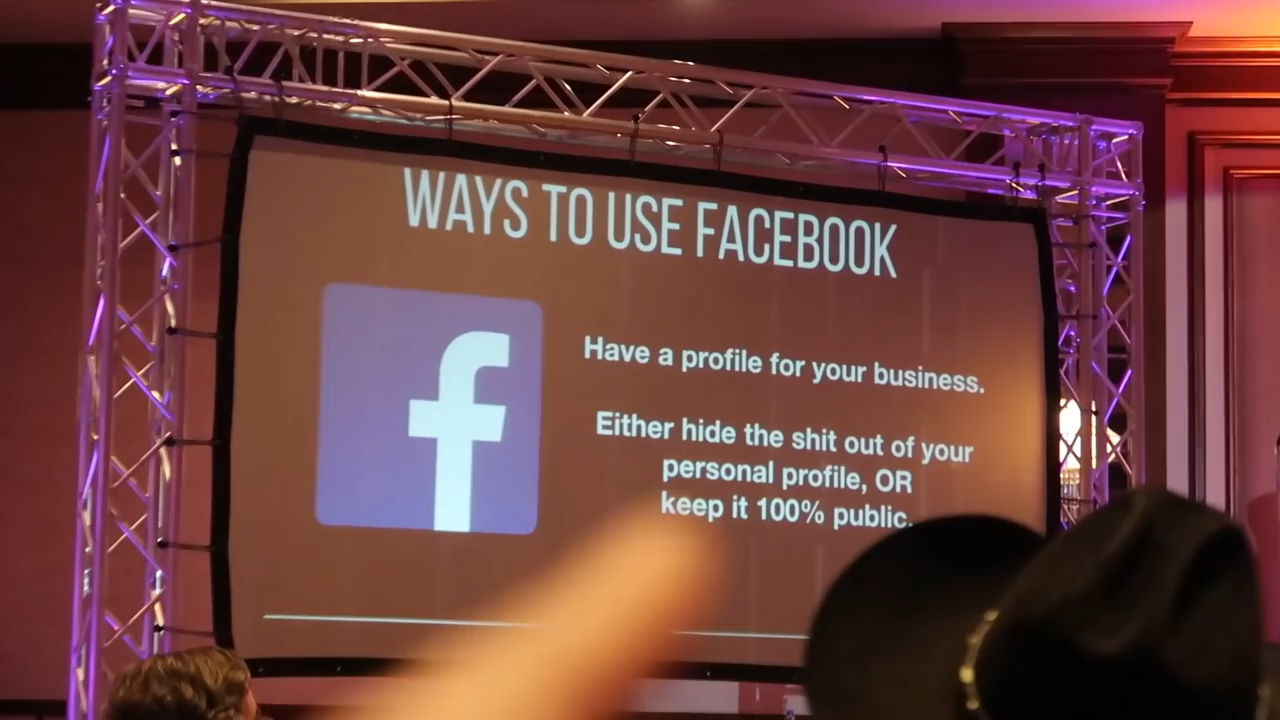 WAYS TO USE FACEBOOK
f
Have a profile for your business.
Either hide the shit out of your
personal profile, OR
keep it 100% public.